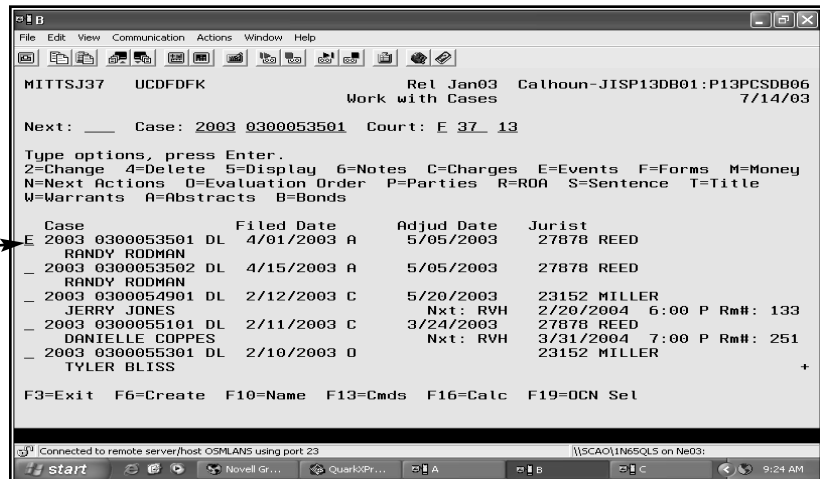 B
File Edit View Communication Actions Window Help
MITTSJ37 UCDFDFK Rel Jan03 Calhoun-JISP13DB01:P13PCSDB06
Work with Cases 7/14/03
Next: ___ Case: 2003 0300053501 Court: F 37 13
Type options, press Enter.
2=Change 4=Delete 5=Display 6=Notes C=Charges E=Events F=Forms M=Money
N=Next Actions O=Evaluation Order P=Parties R=ROA S=Sentence T=Title
W=Warrants A=Abstracts B=Bonds
Case Filed Date Adjud Date Jurist
E 2003 0300053501 DL 4/01/2003 A 5/05/2003 27878 REED
RANDY RODMAN
_ 2003 0300053502 DL 4/15/2003 A 5/05/2003 27878 REED
RANDY RODMAN
_ 2003 0300054901 DL 2/12/2003 C 5/20/2003 23152 MILLER
JERRY JONES Nxt: RVH 2/20/2004 6:00 P Rm#: 133
_ 2003 0300055101 DL 2/11/2003 C 3/24/2003 27878 REED
DANIELLE COPPES Nxt: RVH 3/31/2004 7:00 P Rm#: 251
_ 2003 0300055301 DL 2/10/2003 O 23152 MILLER
TYLER BLISS +
F3=Exit F6=Create F10=Name F13=Cmds F16=Calc F19=OCN Sel
Connected to remote server/host OSMLANS using port 23 \\SCAO\1N65QLS on Ne03:
start Novell Gr... QuarkXPr... A B C 9:24 AM